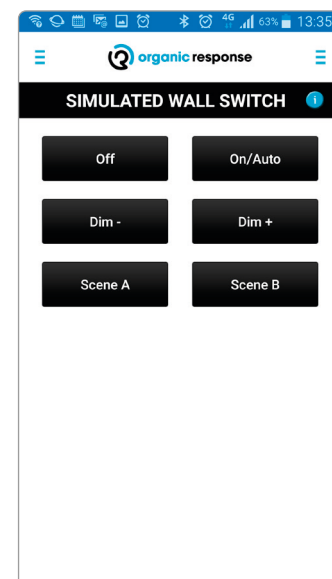 4G 63% 13:35
organic response
SIMULATED WALL SWITCH i
Off On/Auto
Dim - Dim +
Scene A Scene B